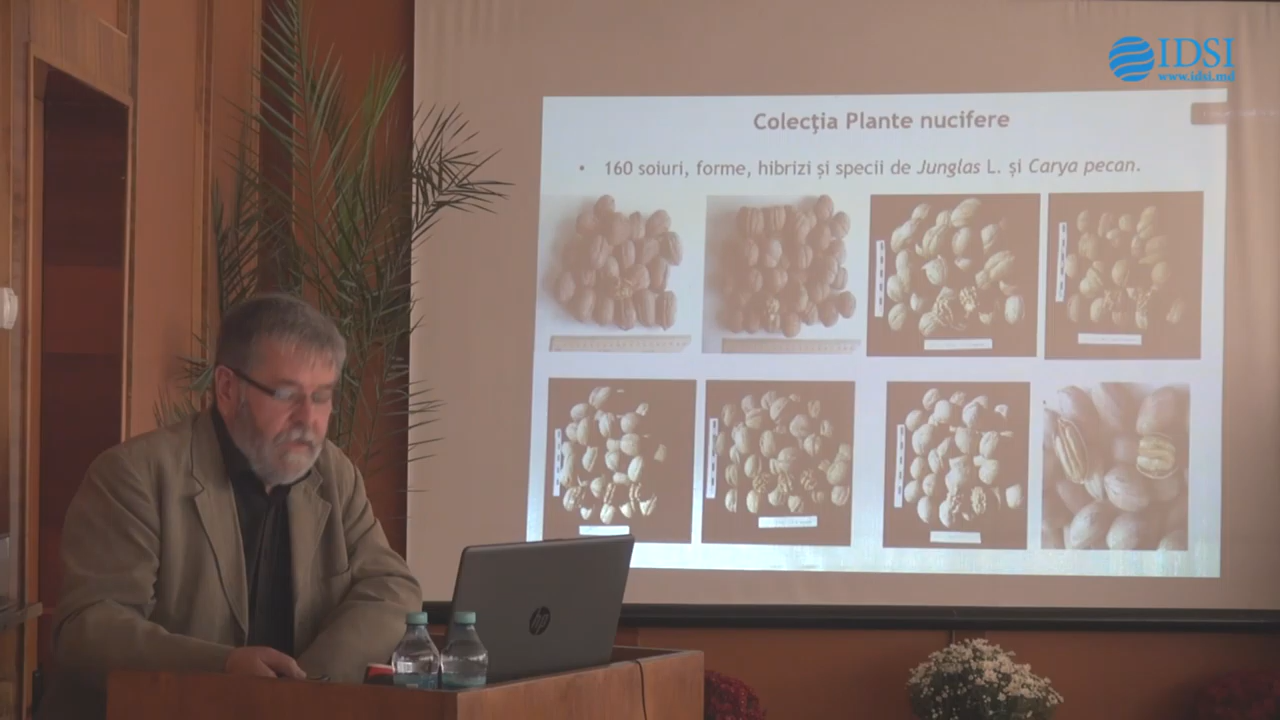 IDSI
www.idsi.md
Colecția Plante nucifere
• 160 soiuri, forme, hibrizi și specii de Junglas L. și Carya pecan.
hp